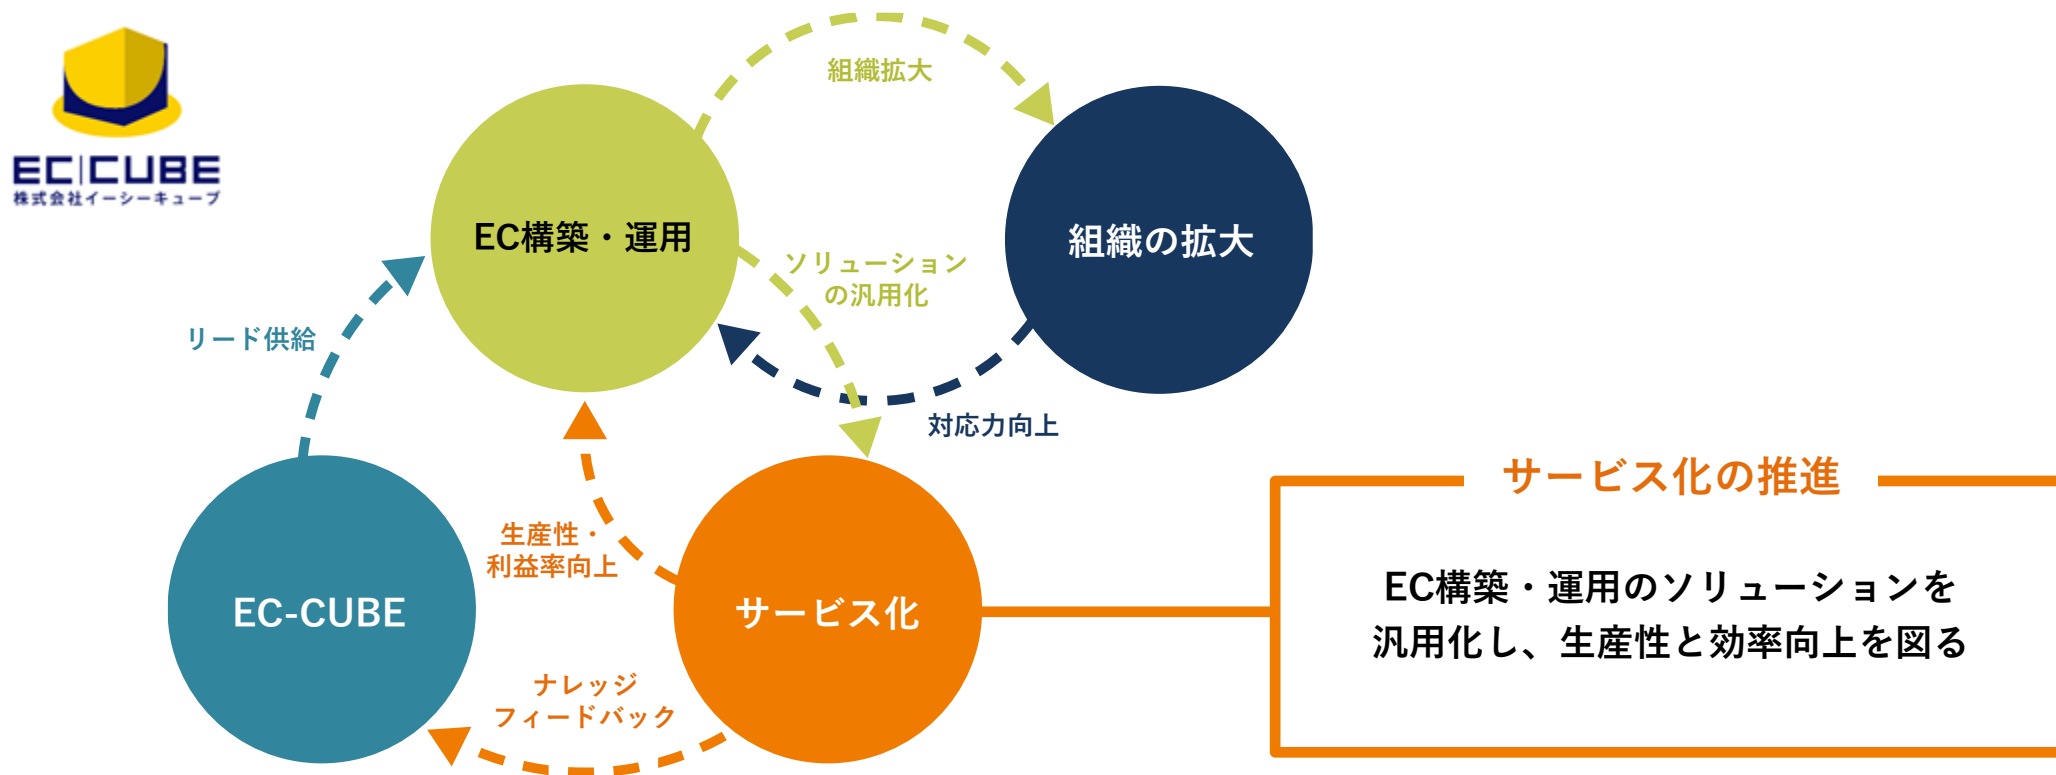 EC CUBE
株式会社イーシーキューブ
組織拡大
EC構築・運用
組織の拡大
ソリューション
の汎用化
リード供給
対応力向上
サービス化の推進
生産性・
利益率向上
EC構築・運用のソリューションを
汎用化し、生産性と効率向上を図る
EC-CUBE
サービス化
ナレッジ
フィードバック